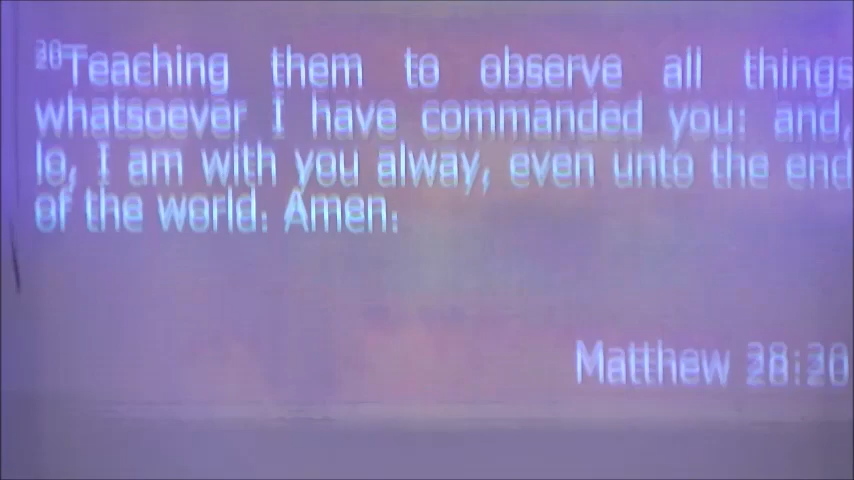 20Teaching them to observe all things
whatsoever I have commanded you: and,
lo, I am with you alway, even unto the end
of the world. Amen.
Matthew 28:20